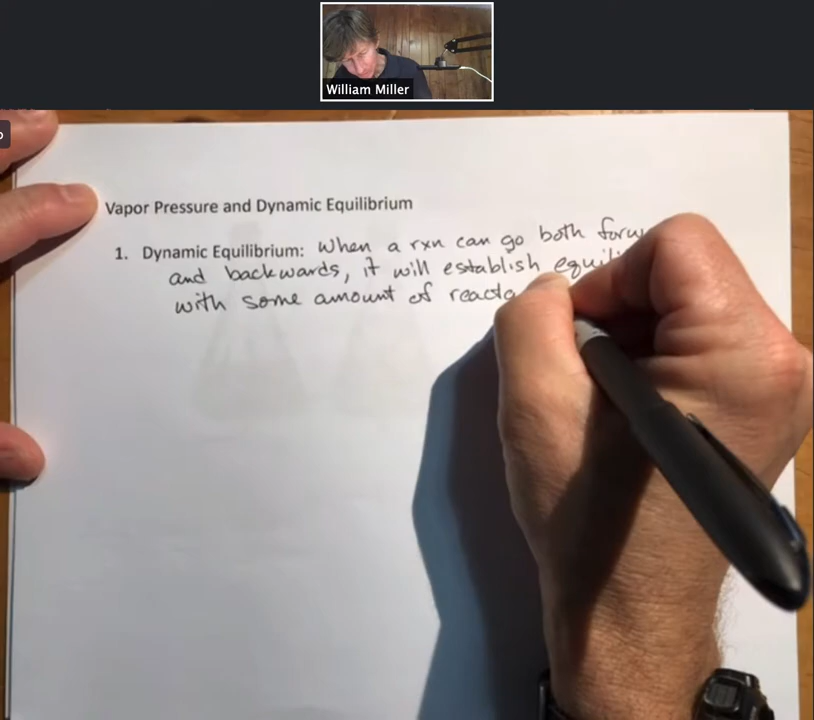 William Miller
Vapor Pressure and Dynamic Equilibrium
1. Dynamic Equilibrium: When a rxn can go both
and backwards, it will establish
with some amount of